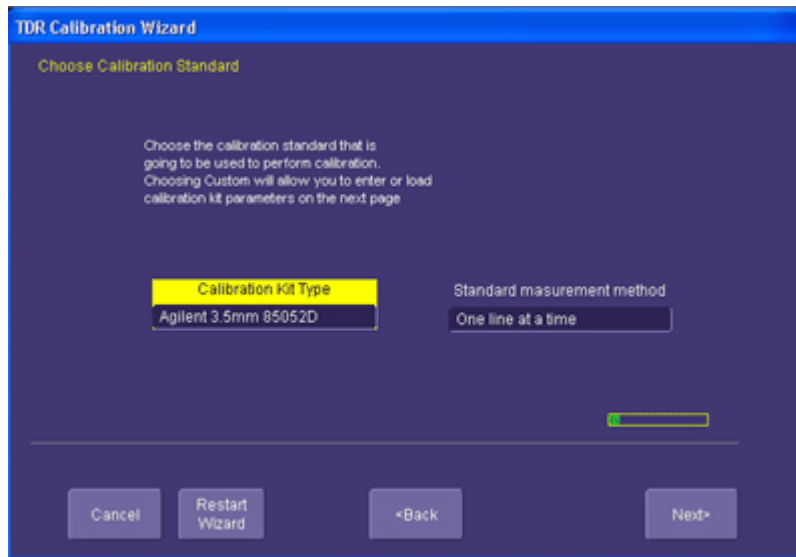 TDR Calibration Wizard
Choose Calibration Standard
Choose the calibration standard that is
going to be used to perform calibration.
Choosing Custom will allow you to enter or load
calibration kit parameters on the next page
Calibration Kit Type
Agilent 3.5mm 85052D
Standard masurement method
One line at a time
Cancel
Restart
Wizard
<Back
Next>